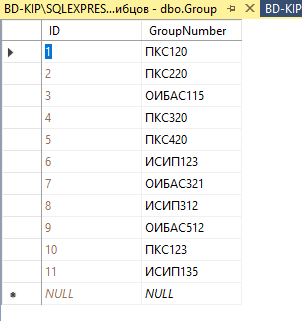 BD-KIP\SQLEXPRES...ибцов - dbo.Group BD-KIP
ID GroupNumber
1 ПКС120
2 ПКС220
3 ОИБАС115
4 ПКС320
5 ПКС420
6 ИСИП123
7 ОИБАС321
8 ИСИП312
9 ОИБАС512
10 ПКС123
11 ИСИП135
NULL NULL